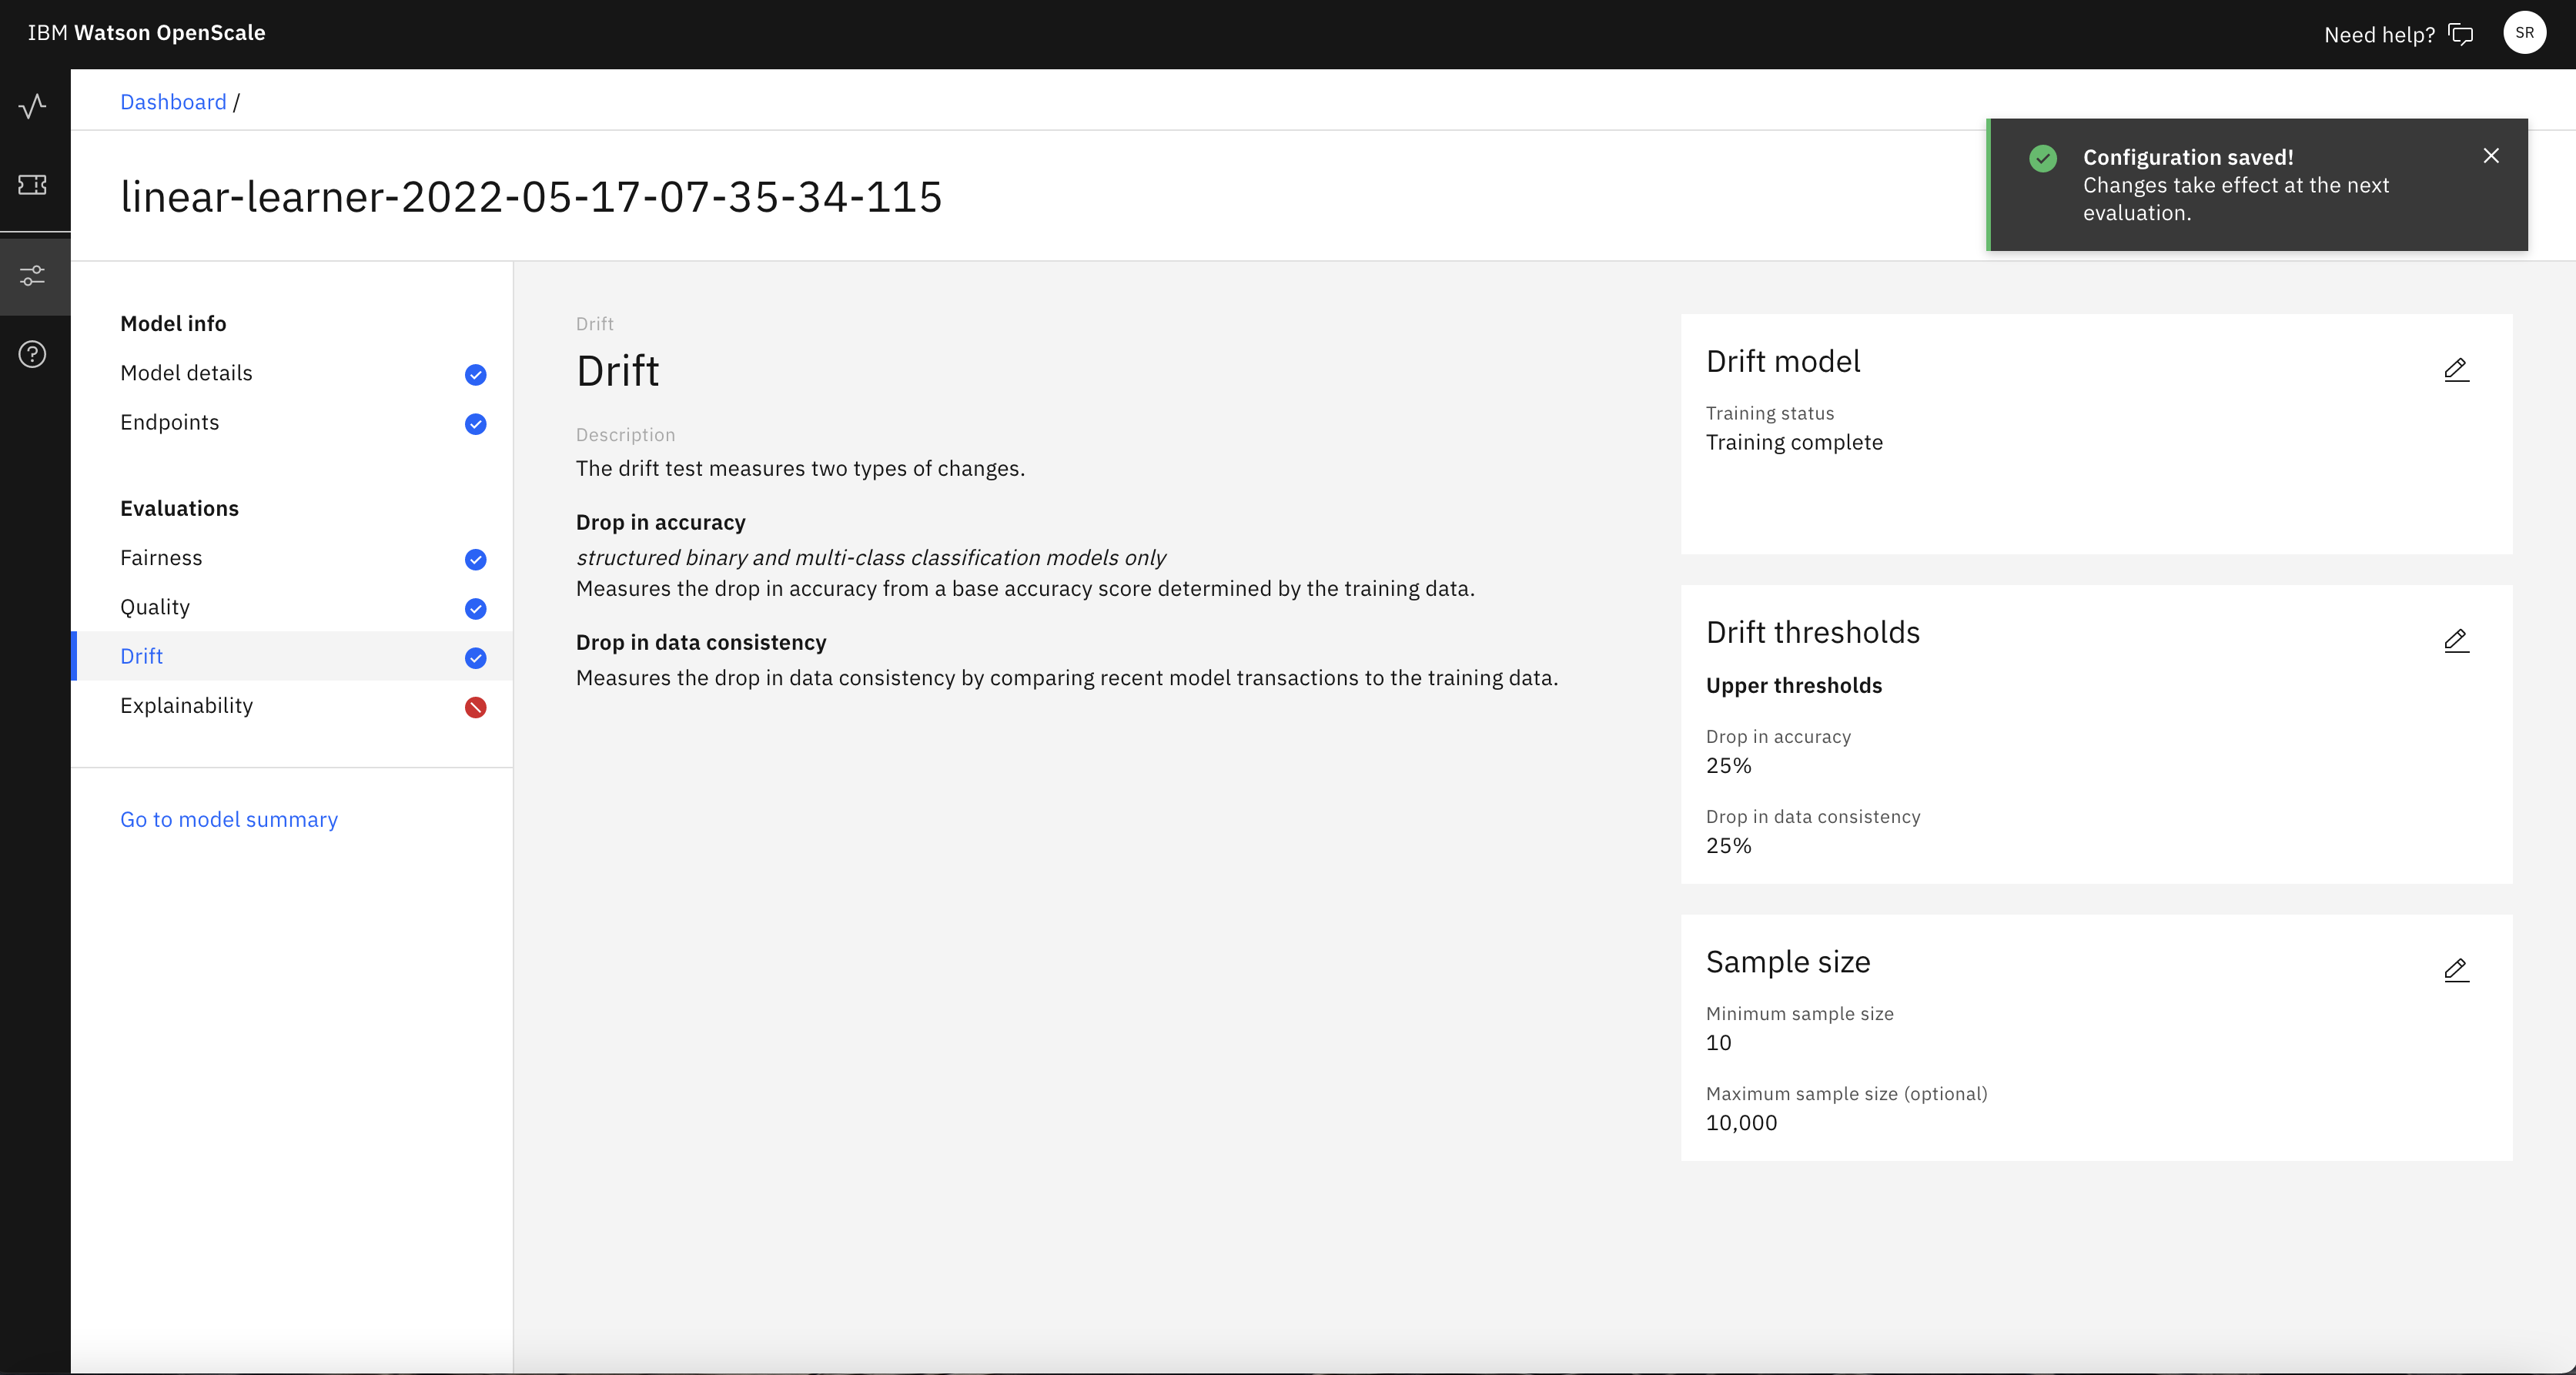 IBM Watson OpenScale
Need help?
SR
Dashboard /
Configuration saved!
Changes take effect at the next
evaluation.
linear-learner-2022-05-17-07-35-34-115
Model info
Model details
Endpoints
Evaluations
Fairness
Quality
Drift
Explainability
Go to model summary
Drift
Drift
Description
The drift test measures two types of changes.
Drop in accuracy
structured binary and multi-class classification models only
Measures the drop in accuracy from a base accuracy score determined by the training data.
Drop in data consistency
Measures the drop in data consistency by comparing recent model transactions to the training data.
Drift model
Training status
Training complete
Drift thresholds
Upper thresholds
Drop in accuracy
25%
Drop in data consistency
25%
Sample size
Minimum sample size
10
Maximum sample size (optional)
10,000